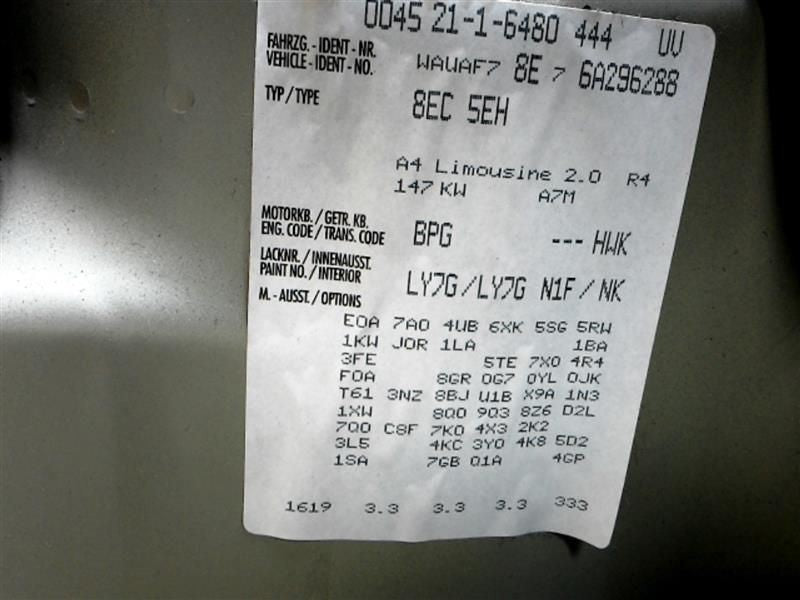 0045 21-1-6480 444 UU
FAHRZG. - IDENT - NR.
VEHICLE - IDENT - NO. WAUAF7 8E 7 6A296288
TYP / TYPE 8EC 5EH
A4 Limousine 2.0 R4
147 KW A7M
MOTORKB. / GETR. KB.
ENG. CODE / TRANS. CODE BPG --- HWK
LACKNR. / INNENAUSST.
PAINT NO. / INTERIOR LY7G / LY7G N1F / NK
M. - AUSST. / OPTIONS
E0A 7A0 4UB 6XK 5SG 5RW
1KW J0R 1LA 1BA
3FE 5TE 7X0 4R4
F0A 8GR 0G7 0YL 0JK
T61 3NZ 8BJ U1B X9A 1N3
1XW 8Q0 9Q3 8Z6 D2L
7Q0 C8F 7K0 4X3 2K2
3L5 4KC 3Y0 4K8 5D2
1SA 7GB Q1A 4GP
1619 3.3 3.3 3.3 333